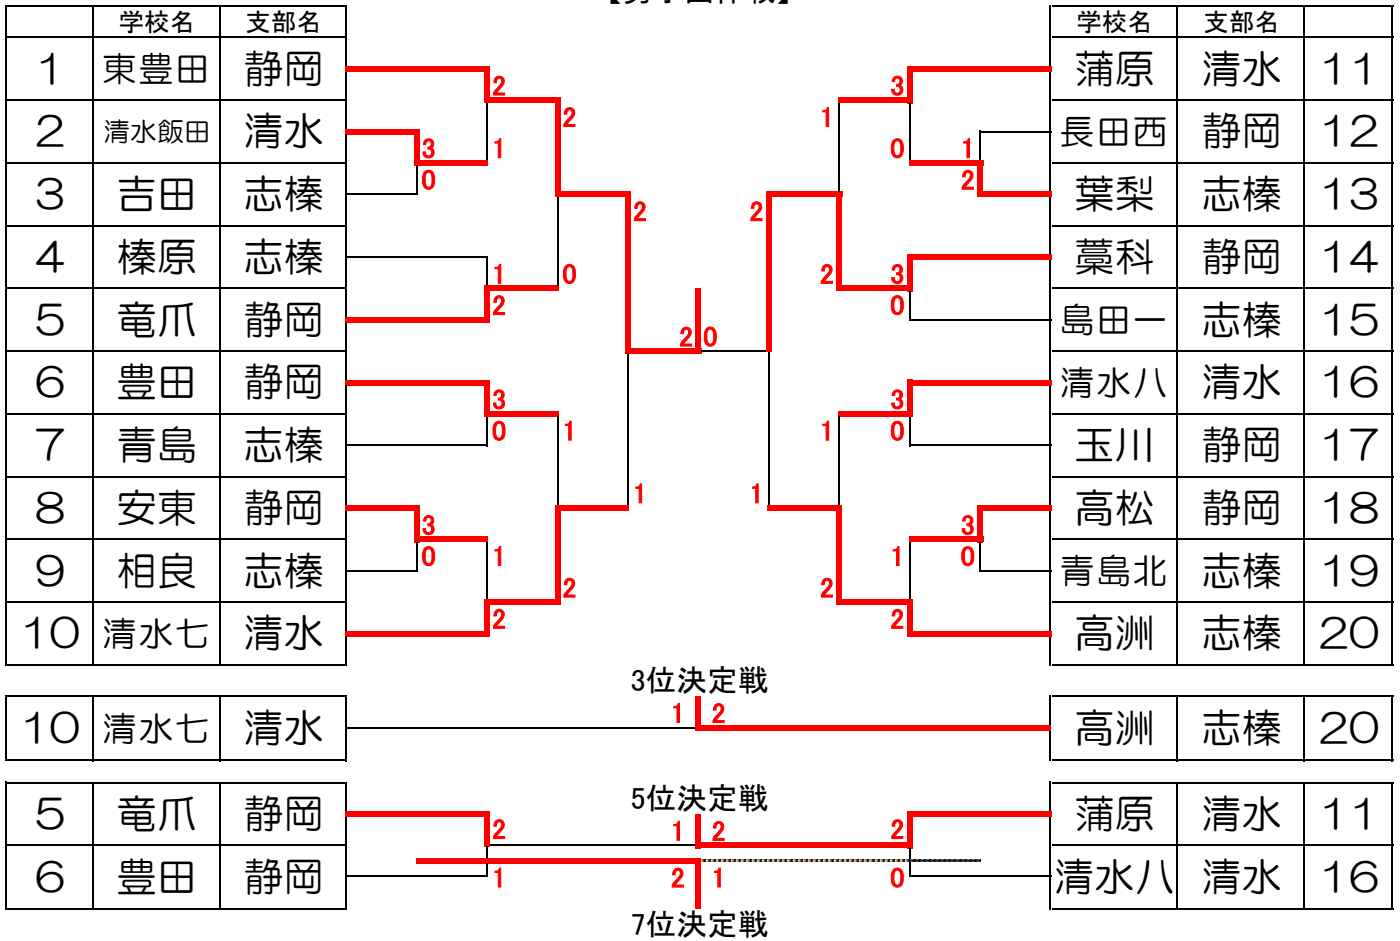 学校名 支部名 学校名 支部名
1 東豊田 静岡 蒲原 清水 11
2 3
2 1
2 清水飯田 清水 長田西 静岡 12
3 1 0 1
0 2
3 吉田 志榛 葉梨 志榛 13
2 2
4 榛原 志榛 藁科 静岡 14
1 0 2 3
2 0
5 竜爪 静岡 島田一 志榛 15
2 0
6 豊田 静岡 清水八 清水 16
3 3
0 1 1 0
7 青島 志榛 玉川 静岡 17
1 1
8 安東 静岡 高松 静岡 18
3 3
0 1 1 0
9 相良 志榛 青島北 志榛 19
2 2
2 2
10 清水七 清水 高洲 志榛 20
3位決定戦
10 清水七 清水 1 2 高洲 志榛 20
5位決定戦
5 竜爪 静岡 蒲原 清水 11
2 1 2 2
6 豊田 静岡 清水八 清水 16
1 2 1 0
7位決定戦